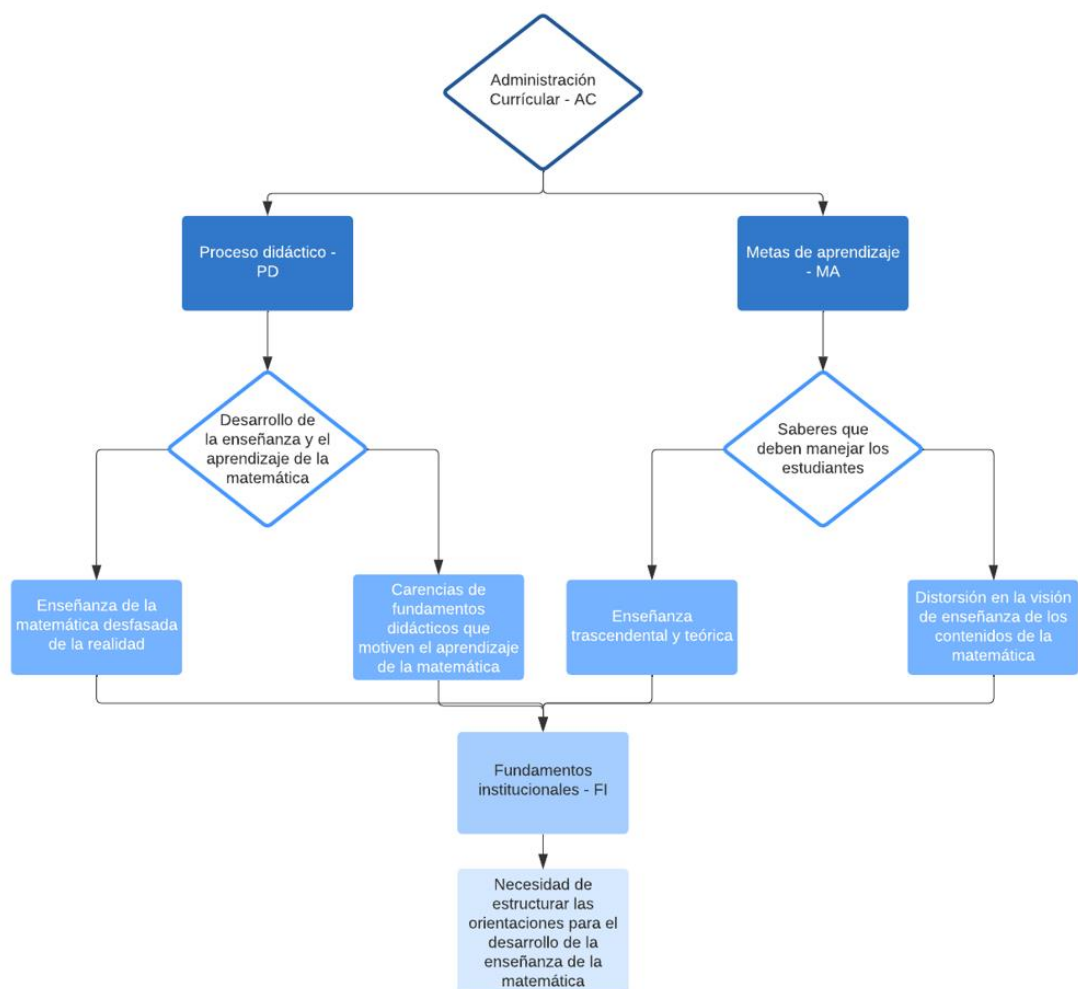 Administración
Currícular - AC
Proceso didáctico -
PD
Metas de aprendizaje
- MA
Desarrollo de
la enseñanza y el
aprendizaje de la
matemática
Saberes que
deben manejar los
estudiantes
Enseñanza de la
matemática desfasada
de la realidad
Carencias de
fundamentos
didácticos que
motiven el aprendizaje
de la matemática
Enseñanza
trascendental y teórica
Distorsión en la visión
de enseñanza de los
contenidos de la
matemática
Fundamentos
institucionales - FI
Necesidad de
estructurar las
orientaciones para el
desarrollo de la
enseñanza de la
matemática